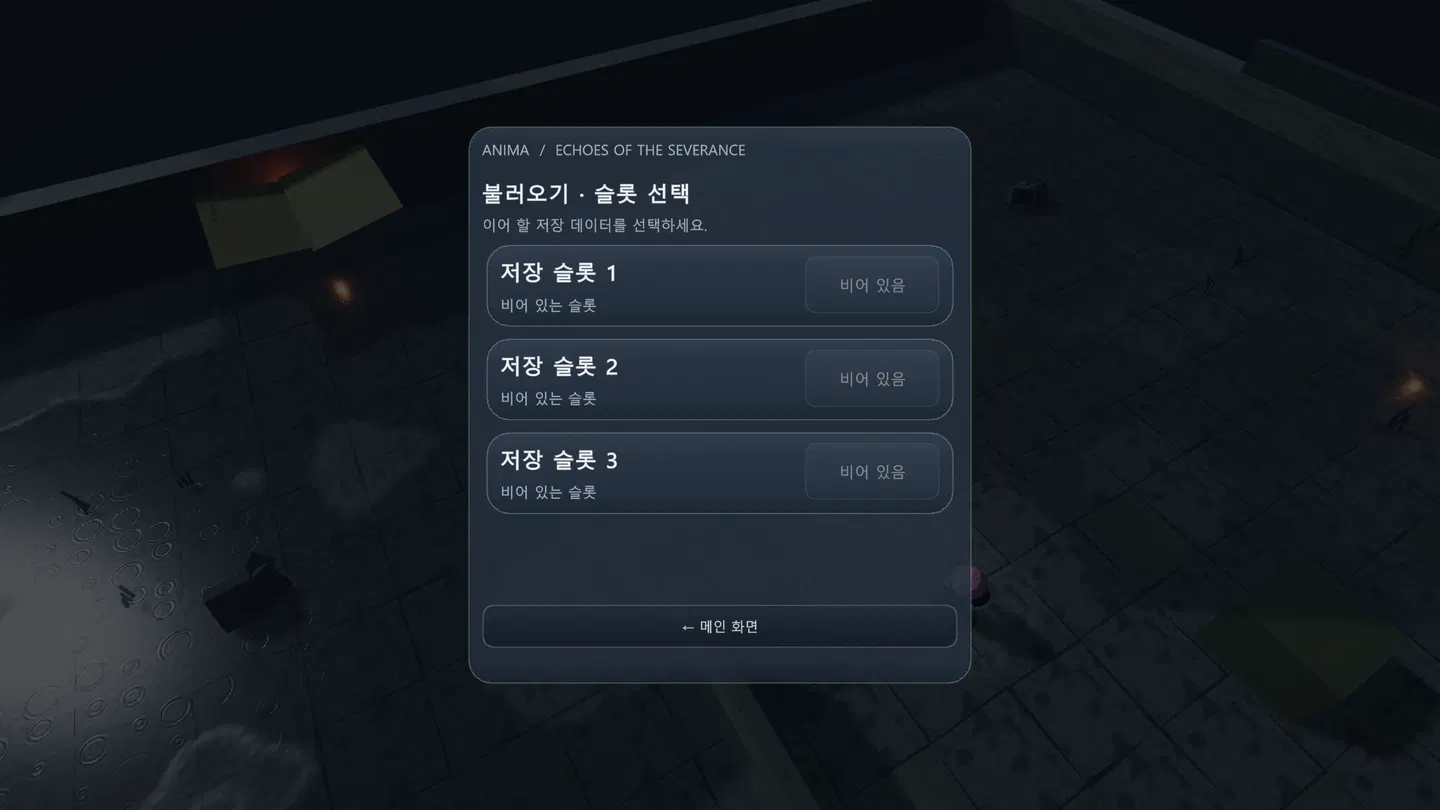 ANIMA / ECHOES OF THE SEVERANCE
불러오기 · 슬롯 선택
이어 할 저장 데이터를 선택하세요.
저장 슬롯 1
비어 있는 슬롯
비어 있음
저장 슬롯 2
비어 있는 슬롯
비어 있음
저장 슬롯 3
비어 있는 슬롯
비어 있음
← 메인 화면